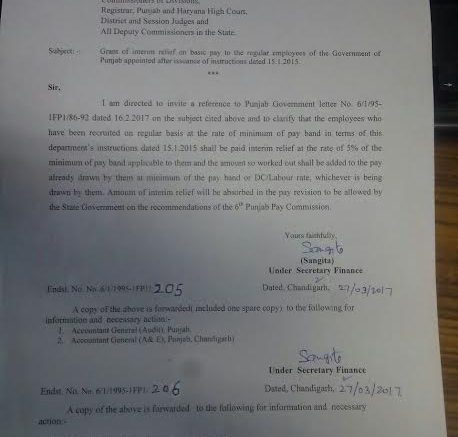 Commissioners of Divisions,
Registrar, Punjab and Haryana High Court,
District and Session Judges and
All Deputy Commissioners in the State.
Subject: - Grant of interim relief on basic pay to the regular employees of the Government of
Punjab appointed after issuance of instructions dated 15.1.2015.
***
Sir,
I am directed to invite a reference to Punjab Government letter No. 6/1/95-
1FP1/86-92 dated 16.2.2017 on the subject cited above and to clarify that the employees who
have been recruited on regular basis at the rate of minimum of pay band in terms of this
department's instructions dated 15.1.2015 shall be paid interim relief at the rate of 5% of the
minimum of pay band applicable to them and the amount so worked out shall be added to the pay
already drawn by them at minimum of the pay band or DC/Labour rate, whichever is being
drawn by them. Amount of interim relief will be absorbed in the pay revision to be allowed by
the State Government on the recommendations of the 6th Punjab Pay Commission.
Yours faithfully,
Sangita
(Sangita)
Under Secretary Finance
Endst. No. No. 6/1/1995-1FP1/ 205 Dated, Chandigarh, 27/03/2017
A copy of the above is forwarded( included one spare copy) to the following for
information and necessary action:-
1. Accountant General (Audit), Punjab.
2. Accountant General (A& E), Punjab, Chandigarh)
Sangita
Under Secretary Finance
Endst. No. No. 6/1/1995-1FP1/ 206 Dated, Chandigarh, 27/03/2017
A copy of the above is forwarded to the following for information and necessary
action:-